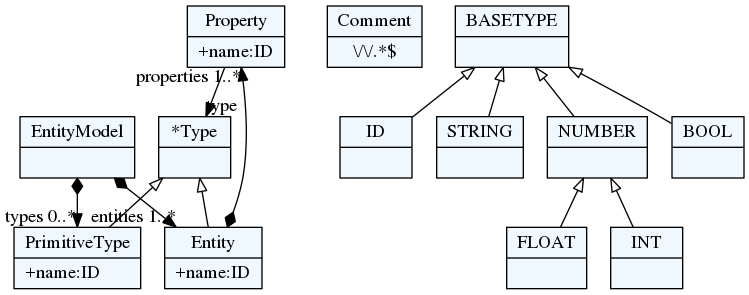 Property
+name:ID
Comment
\/\/.*$
BASETYPE
properties 1..*
type
EntityModel
*Type
ID
STRING
NUMBER
BOOL
types 0..*
entities 1..*
PrimitiveType
+name:ID
Entity
+name:ID
FLOAT
INT